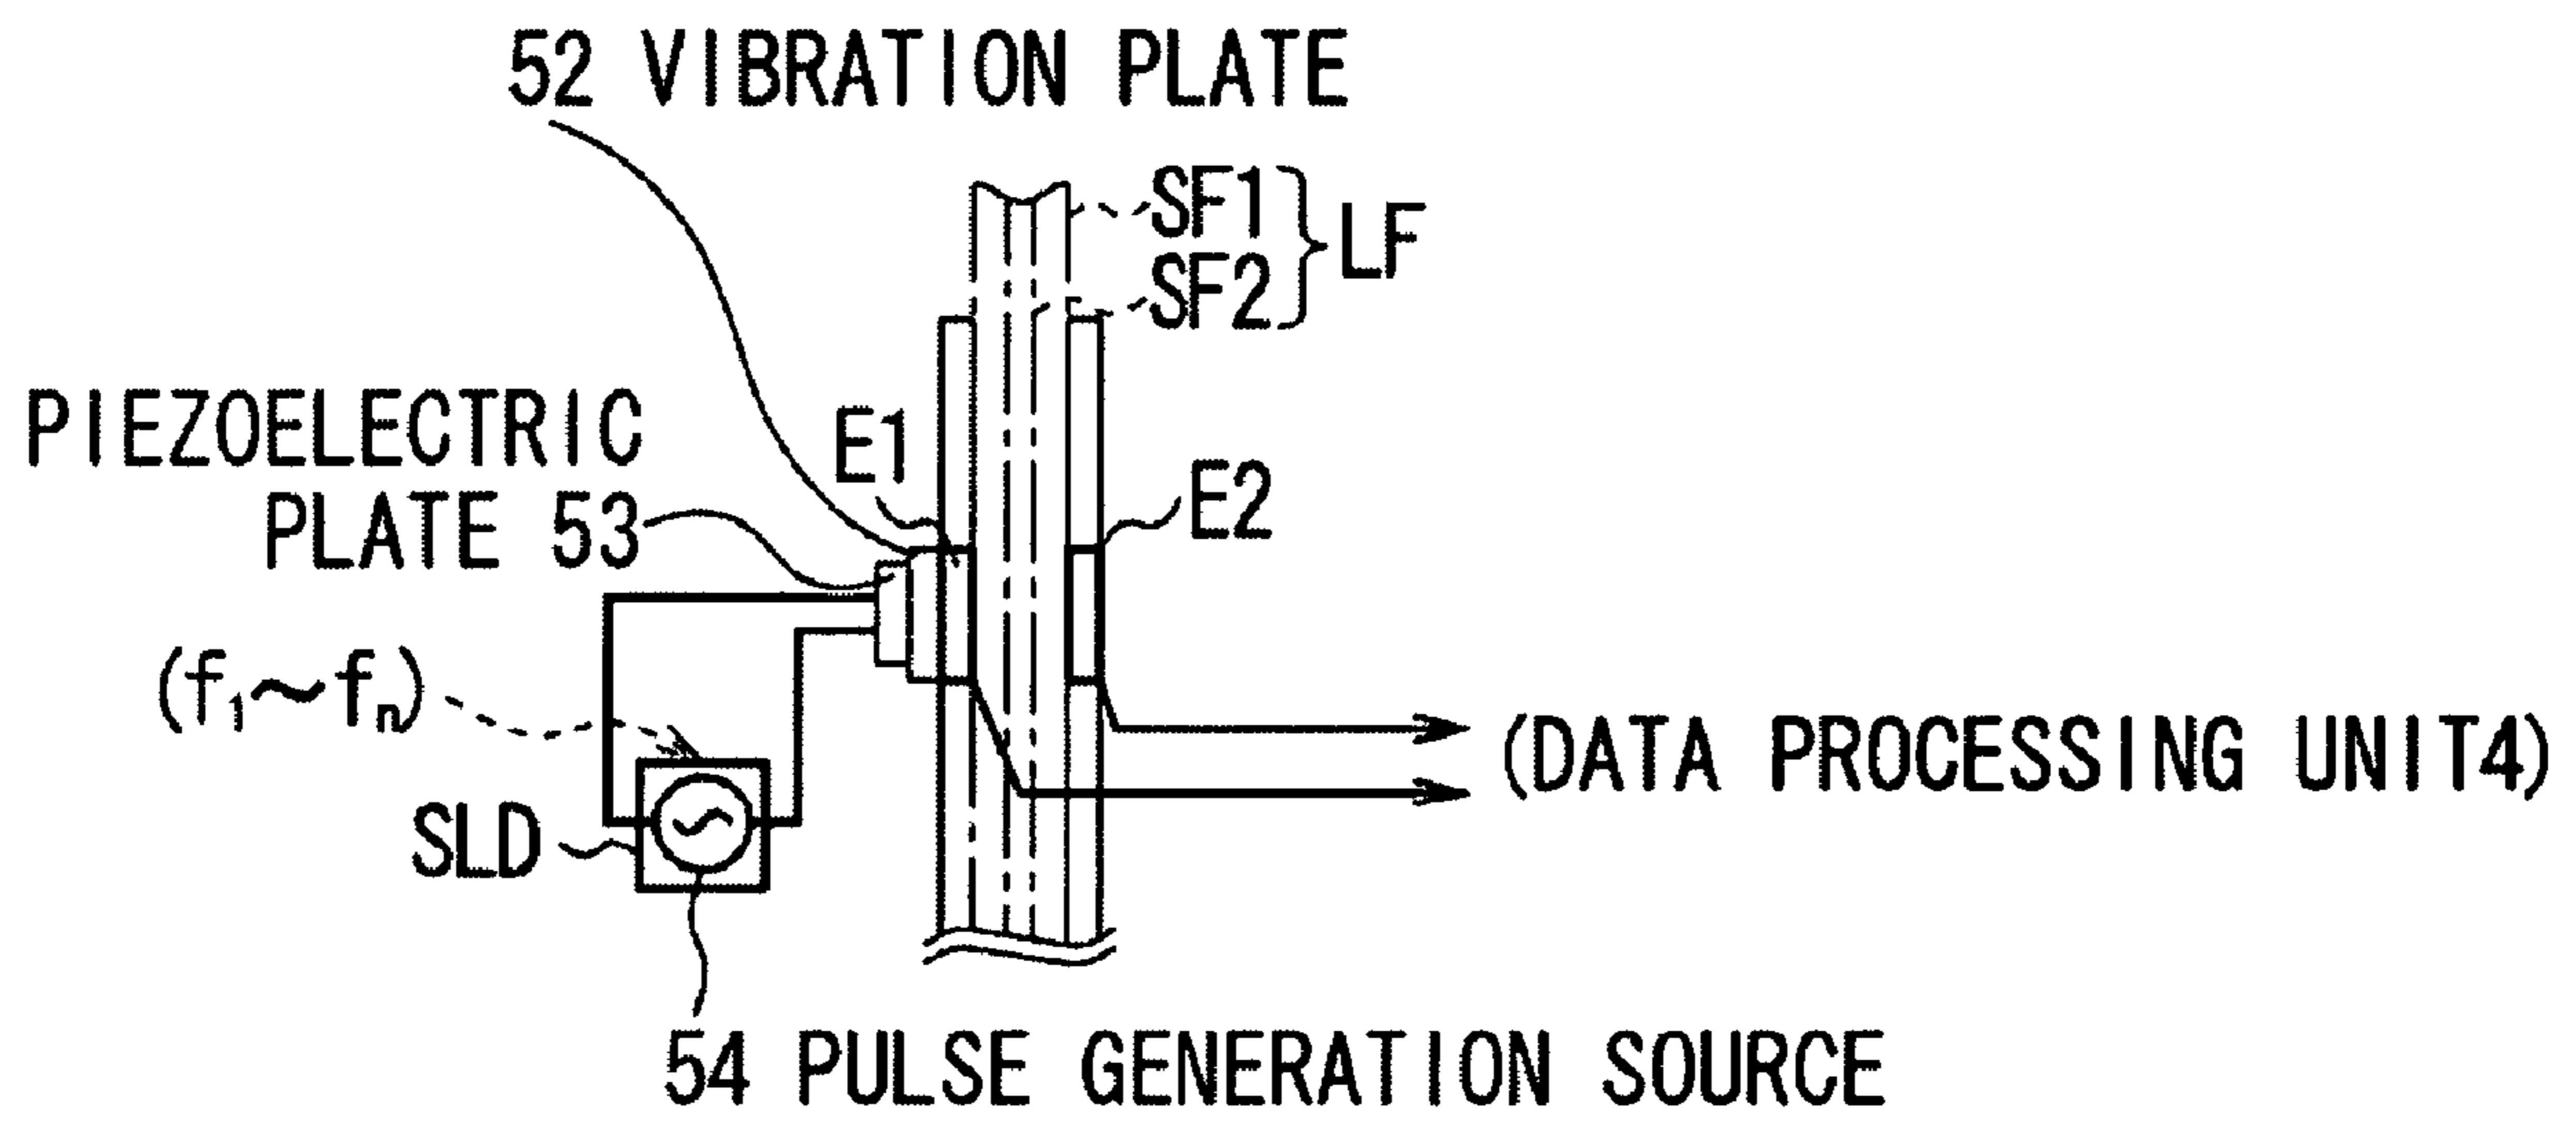 52 VIBRATION PLATE
SF1
SF2
LF
PIEZOELECTRIC
PLATE 53
E1
E2
(f1～fn)
(DATA PROCESSING UNIT4)
SLD
54 PULSE GENERATION SOURCE